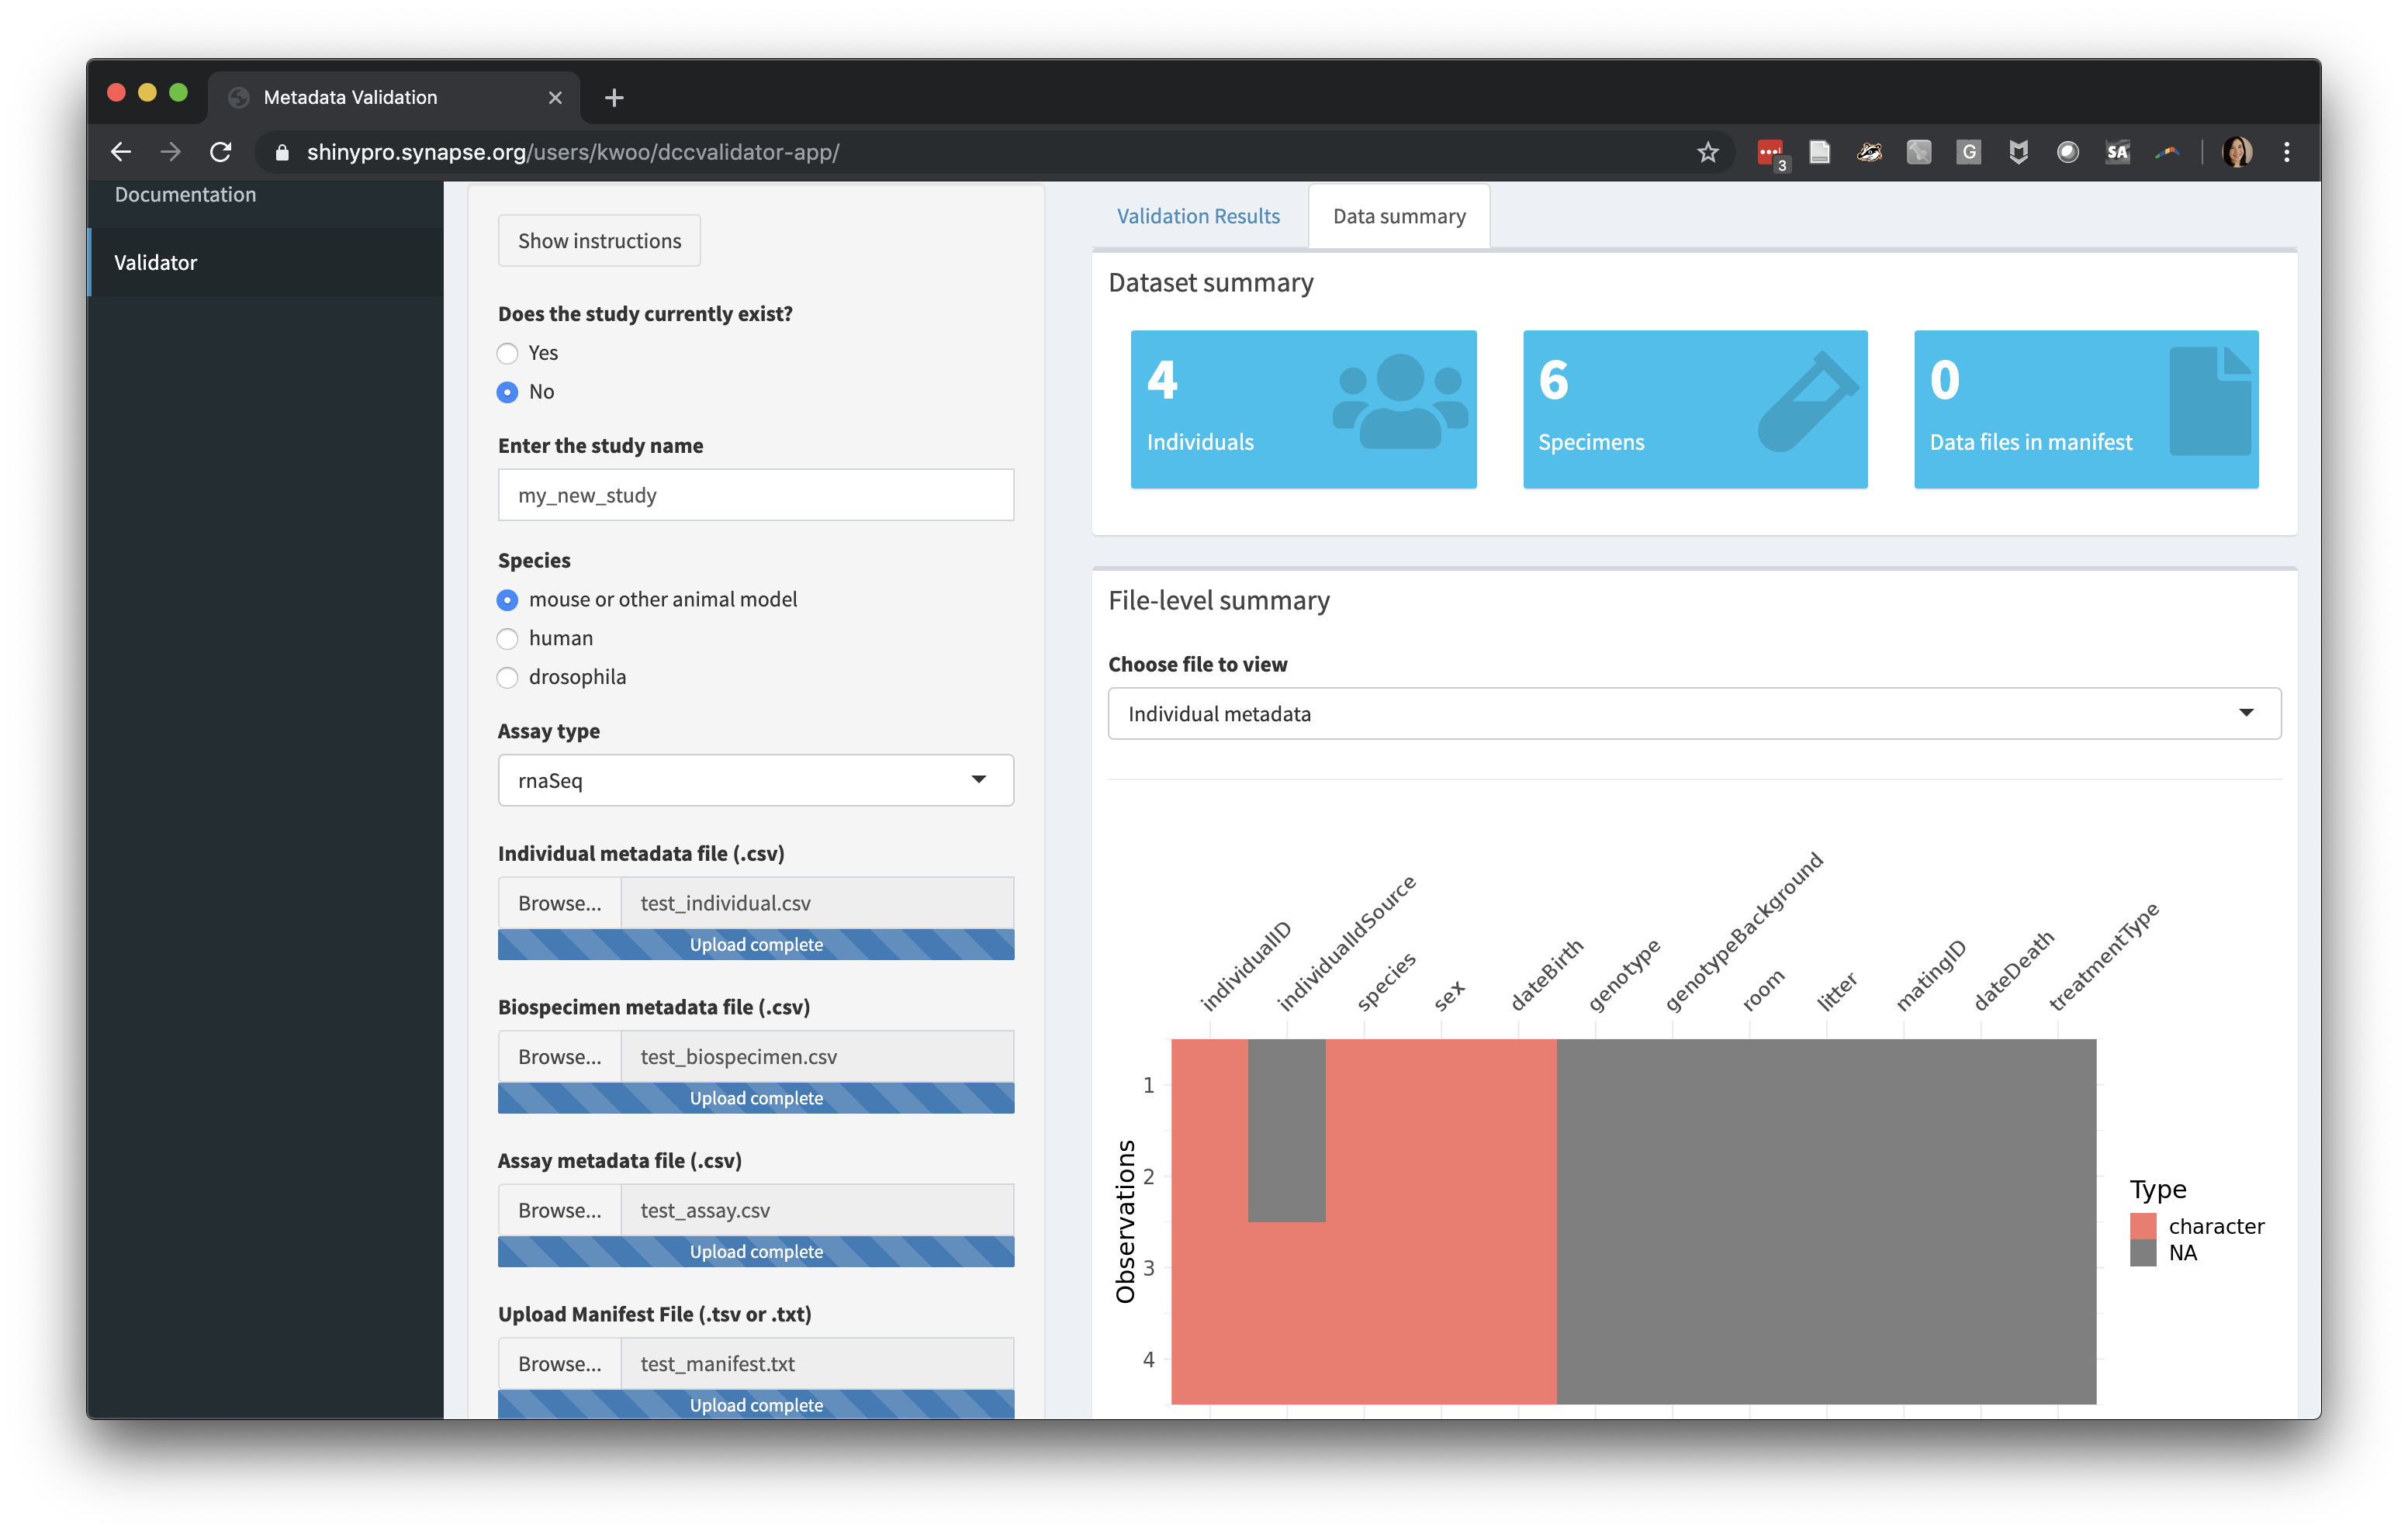 Metadata Validation
shinypro.synapse.org/users/kwoo/dccvalidator-app/
3
G
SA
Documentation
Validator
Show instructions
Does the study currently exist?
Yes
No
Enter the study name
my_new_study
Species
mouse or other animal model
human
drosophila
Assay type
rnaSeq
Individual metadata file (.csv)
Browse... test_individual.csv
Upload complete
Biospecimen metadata file (.csv)
Browse... test_biospecimen.csv
Upload complete
Assay metadata file (.csv)
Browse... test_assay.csv
Upload complete
Upload Manifest File (.tsv or .txt)
Browse... test_manifest.txt
Upload complete
Validation Results Data summary
Dataset summary
4
Individuals
6
Specimens
0
Data files in manifest
File-level summary
Choose file to view
Individual metadata
individualID
individualIdSource
species
sex
dateBirth
genotype
genotypeBackground
room
litter
matingID
dateDeath
treatmentType
Observations
1
2
3
4
Type
character
NA